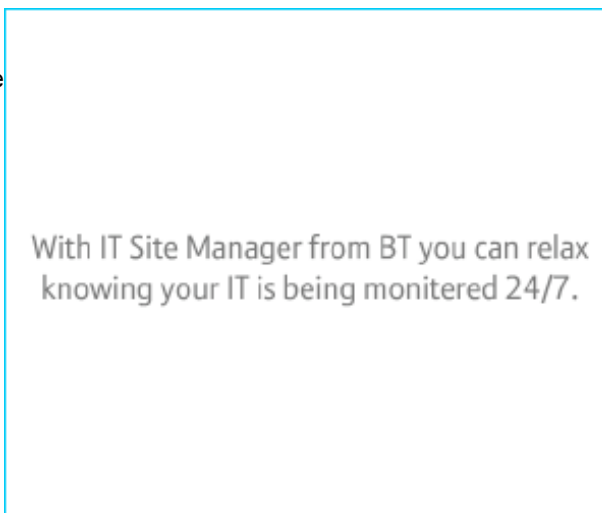 e
With IT Site Manager from BT you can relax
knowing your IT is being monitered 24/7.